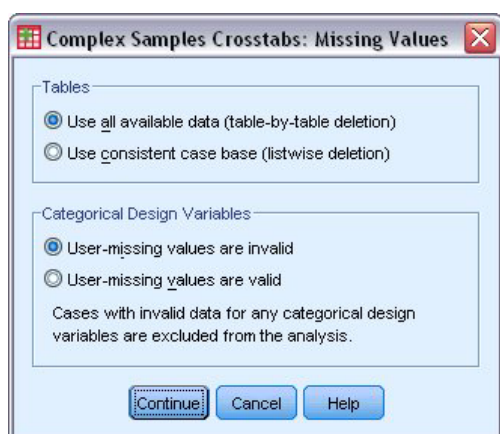 Complex Samples Crosstabs: Missing Values
Tables
Use all available data (table-by-table deletion)
Use consistent case base (listwise deletion)
Categorical Design Variables
User-missing values are invalid
User-missing values are valid
Cases with invalid data for any categorical design
variables are excluded from the analysis.
Continue Cancel Help